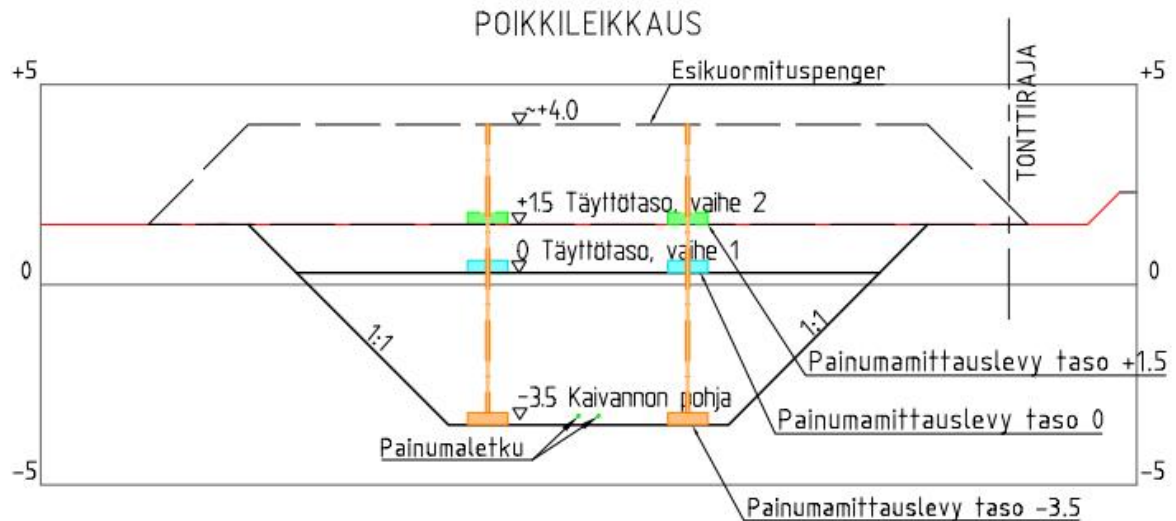 POIKKILEIKKAUS
+5
Esikuormituspenger
+5
TONTTIRAJA
~+4.0
+1.5 Täyttötaso, vaihe 2
0 Täyttötaso, vaihe 1
0
0
1:1
1:1
Painumamittauslevy taso +1.5
-3.5 Kaivannon pohja
Painumamittauslevy taso 0
Painumaletku
-5
-5
Painumamittauslevy taso -3.5